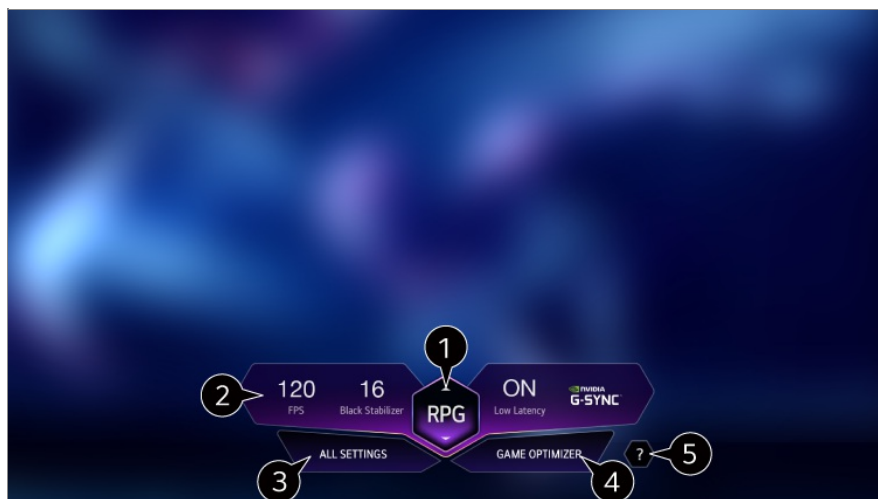 1
2
120
FPS
16
Black Stabilizer
RPG
ON
Low Latency
NVIDIA
G-SYNC
3
ALL SETTINGS
GAME OPTIMIZER
4
?
5